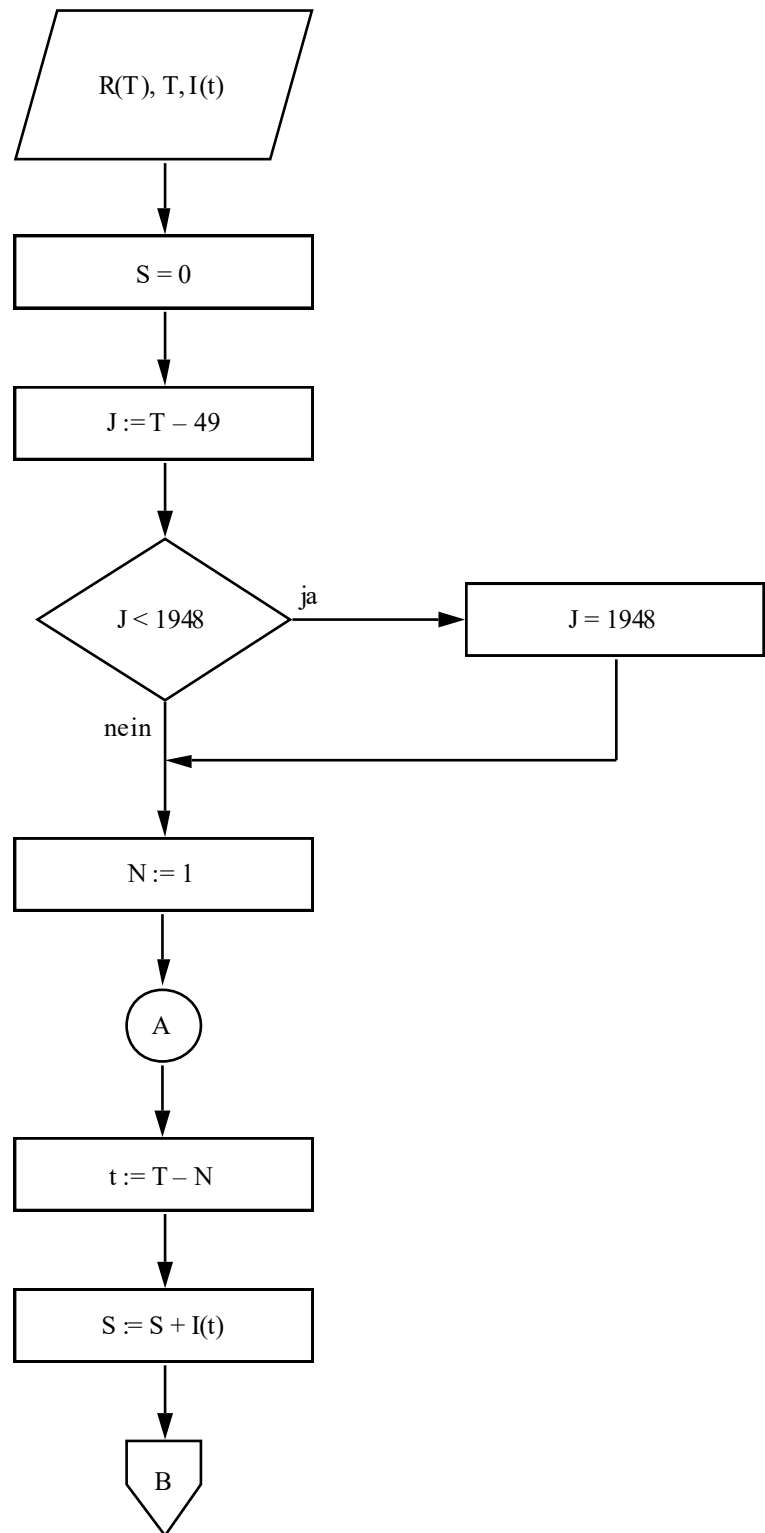 R(T), T, I(t)
S = 0
J := T – 49
J < 1948
ja
J = 1948
nein
N := 1
A
t := T – N
S := S + I(t)
B